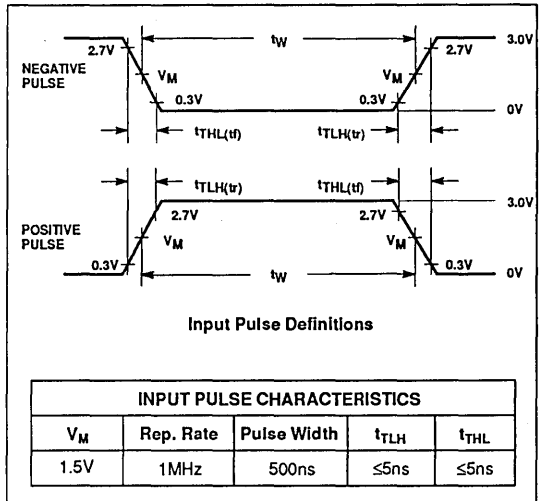 tW
2.7V 2.7V 3.0V
NEGATIVE
PULSE
VM VM
0.3V 0.3V
0V
tTHL(tf) tTLH(tr)
tTLH(tr) tTHL(tf)
3.0V
2.7V 2.7V
POSITIVE
PULSE
VM VM
0.3V 0.3V
tW
0V
Input Pulse Definitions
INPUT PULSE CHARACTERISTICS
VM Rep. Rate Pulse Width tTLH tTHL
1.5V 1MHz 500ns ≤5ns ≤5ns